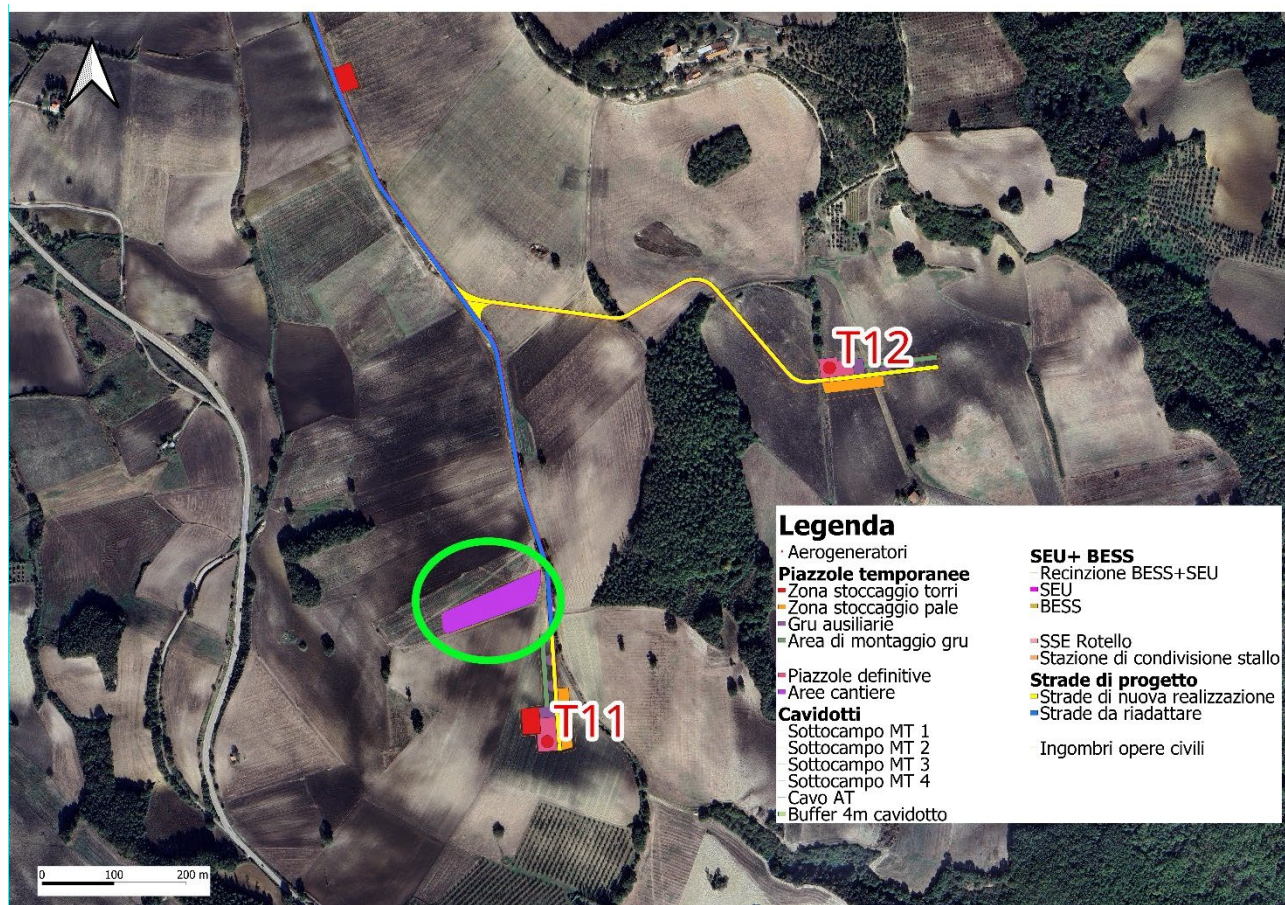 T12
T11
Legenda
Aerogeneratori
Piazzole temporanee
Zona stoccaggio torri
Zona stoccaggio pale
Gru ausiliarie
Area di montaggio gru
Piazzole definitive
Aree cantiere
Cavidotti
Sottocampo MT 1
Sottocampo MT 2
Sottocampo MT 3
Sottocampo MT 4
Cavo AT
Buffer 4m cavidotto
SEU+ BESS
Recinzione BESS+SEU
SEU
BESS
SSE Rotello
Stazione di condivisione stallo
Strade di progetto
Strade di nuova realizzazione
Strade da riadattare
Ingombri opere civili
0 100 200 m